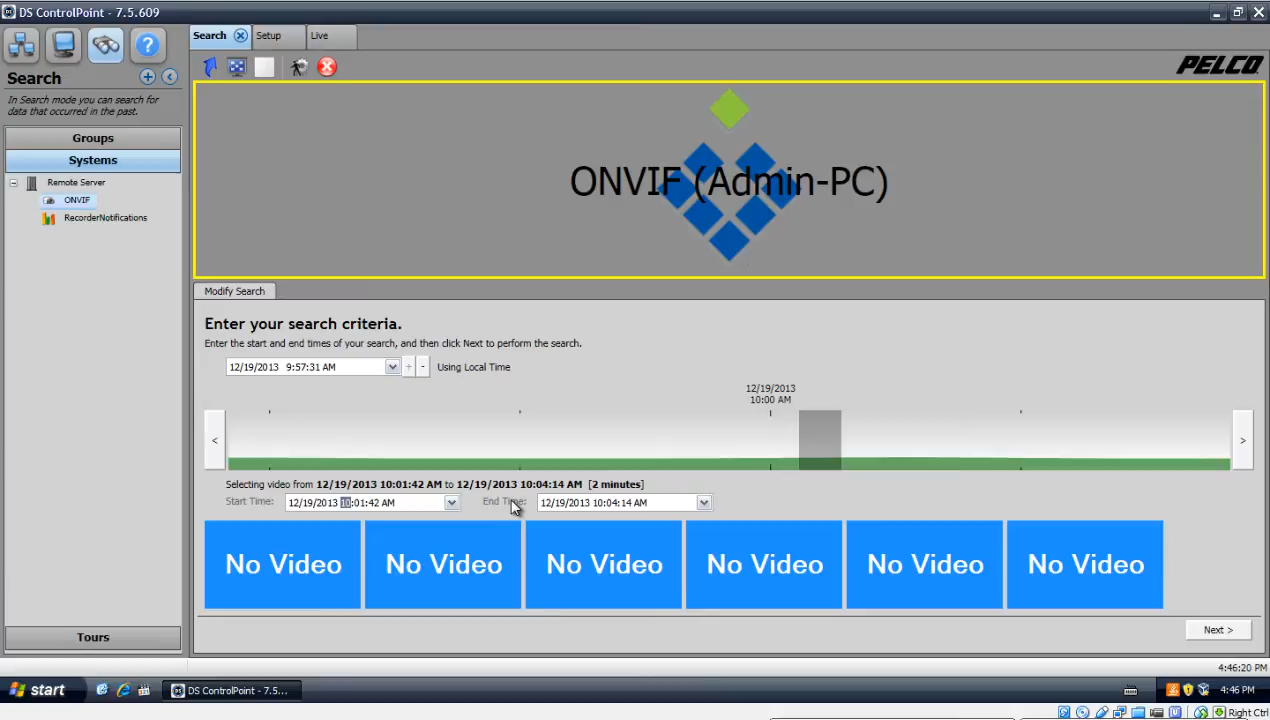 DS ControlPoint - 7.5.609
Search
Setup
Live
Search
In Search mode you can search for
data that occurred in the past.
PELCO
Groups
Systems
Remote Server
ONVIF
RecorderNotifications
ONVIF (Admin-PC)
Modify Search
Enter your search criteria.
Enter the start and end times of your search, and then click Next to perform the search.
12/19/2013 9:57:31 AM
+ -
Using Local Time
12/19/2013
10:00 AM
<
>
Selecting video from 12/19/2013 10:01:42 AM to 12/19/2013 10:04:14 AM [2 minutes]
Start Time: 12/19/2013 10:01:42 AM
End Time: 12/19/2013 10:04:14 AM
No Video No Video No Video No Video No Video No Video
Next >
Tours
4:46:20 PM
start
DS ControlPoint - 7.5...
4:46 PM
Right Ctrl